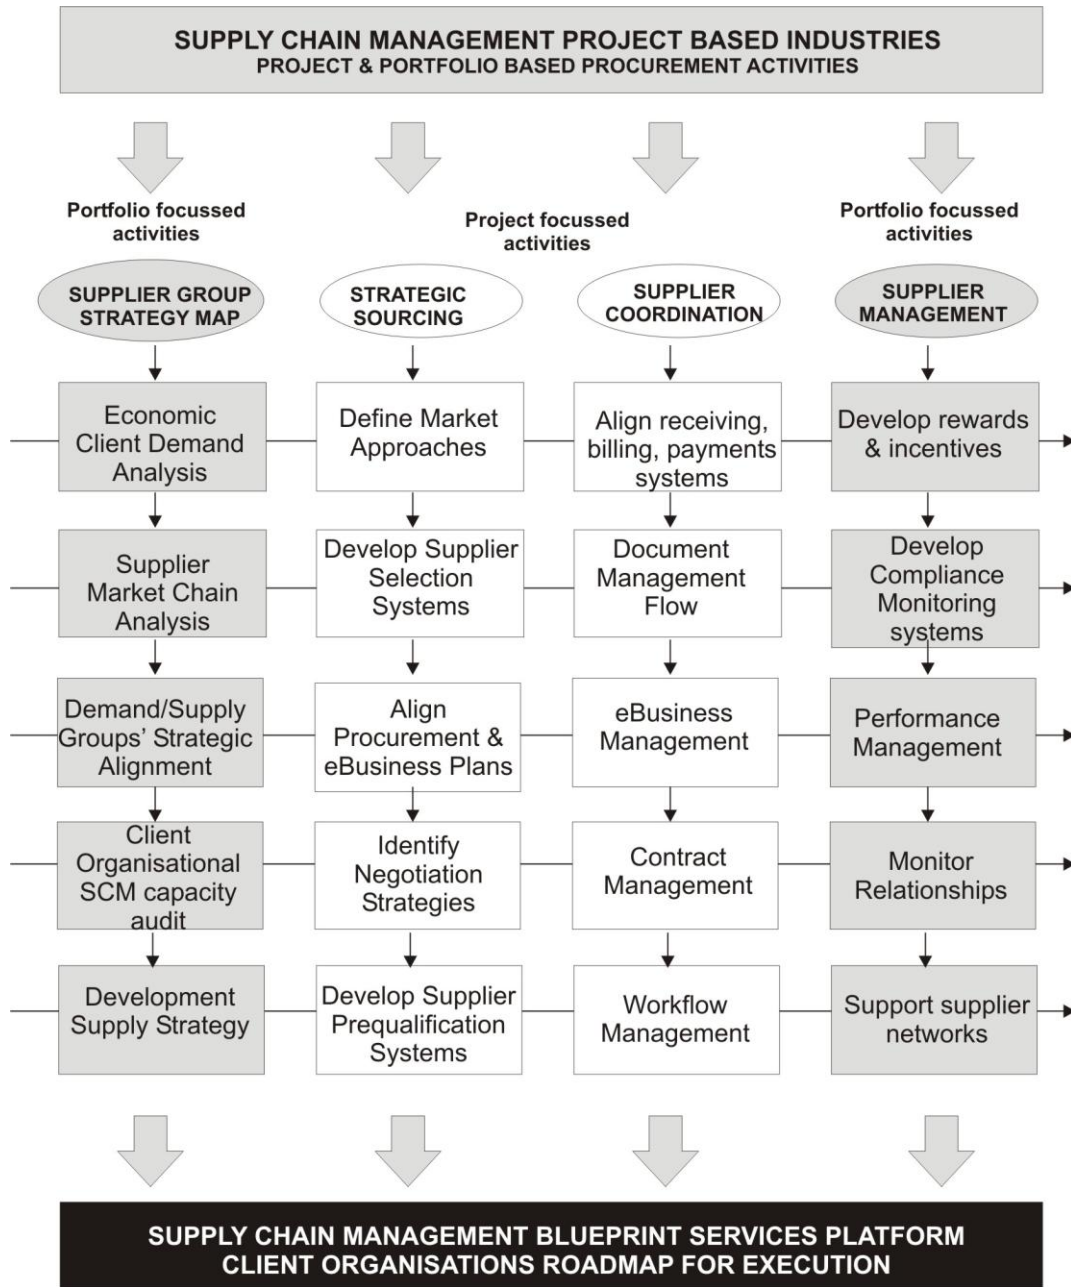 SUPPLY CHAIN MANAGEMENT PROJECT BASED INDUSTRIES
PROJECT & PORTFOLIO BASED PROCUREMENT ACTIVITIES
Portfolio focussed
activities
Project focussed
activities
Portfolio focussed
activities
SUPPLIER GROUP
STRATEGY MAP
STRATEGIC
SOURCING
SUPPLIER
COORDINATION
SUPPLIER
MANAGEMENT
Economic
Client Demand
Analysis
Define Market
Approaches
Align receiving,
billing, payments
systems
Develop rewards
& incentives
Supplier
Market Chain
Analysis
Develop Supplier
Selection
Systems
Document
Management
Flow
Develop
Compliance
Monitoring
systems
Demand/Supply
Groups’ Strategic
Alignment
Align
Procurement &
eBusiness Plans
eBusiness
Management
Performance
Management
Client
Organisational
SCM capacity
audit
Identify
Negotiation
Strategies
Contract
Management
Monitor
Relationships
Development
Supply Strategy
Develop Supplier
Prequalification
Systems
Workflow
Management
Support supplier
networks
SUPPLY CHAIN MANAGEMENT BLUEPRINT SERVICES PLATFORM
CLIENT ORGANISATIONS ROADMAP FOR EXECUTION